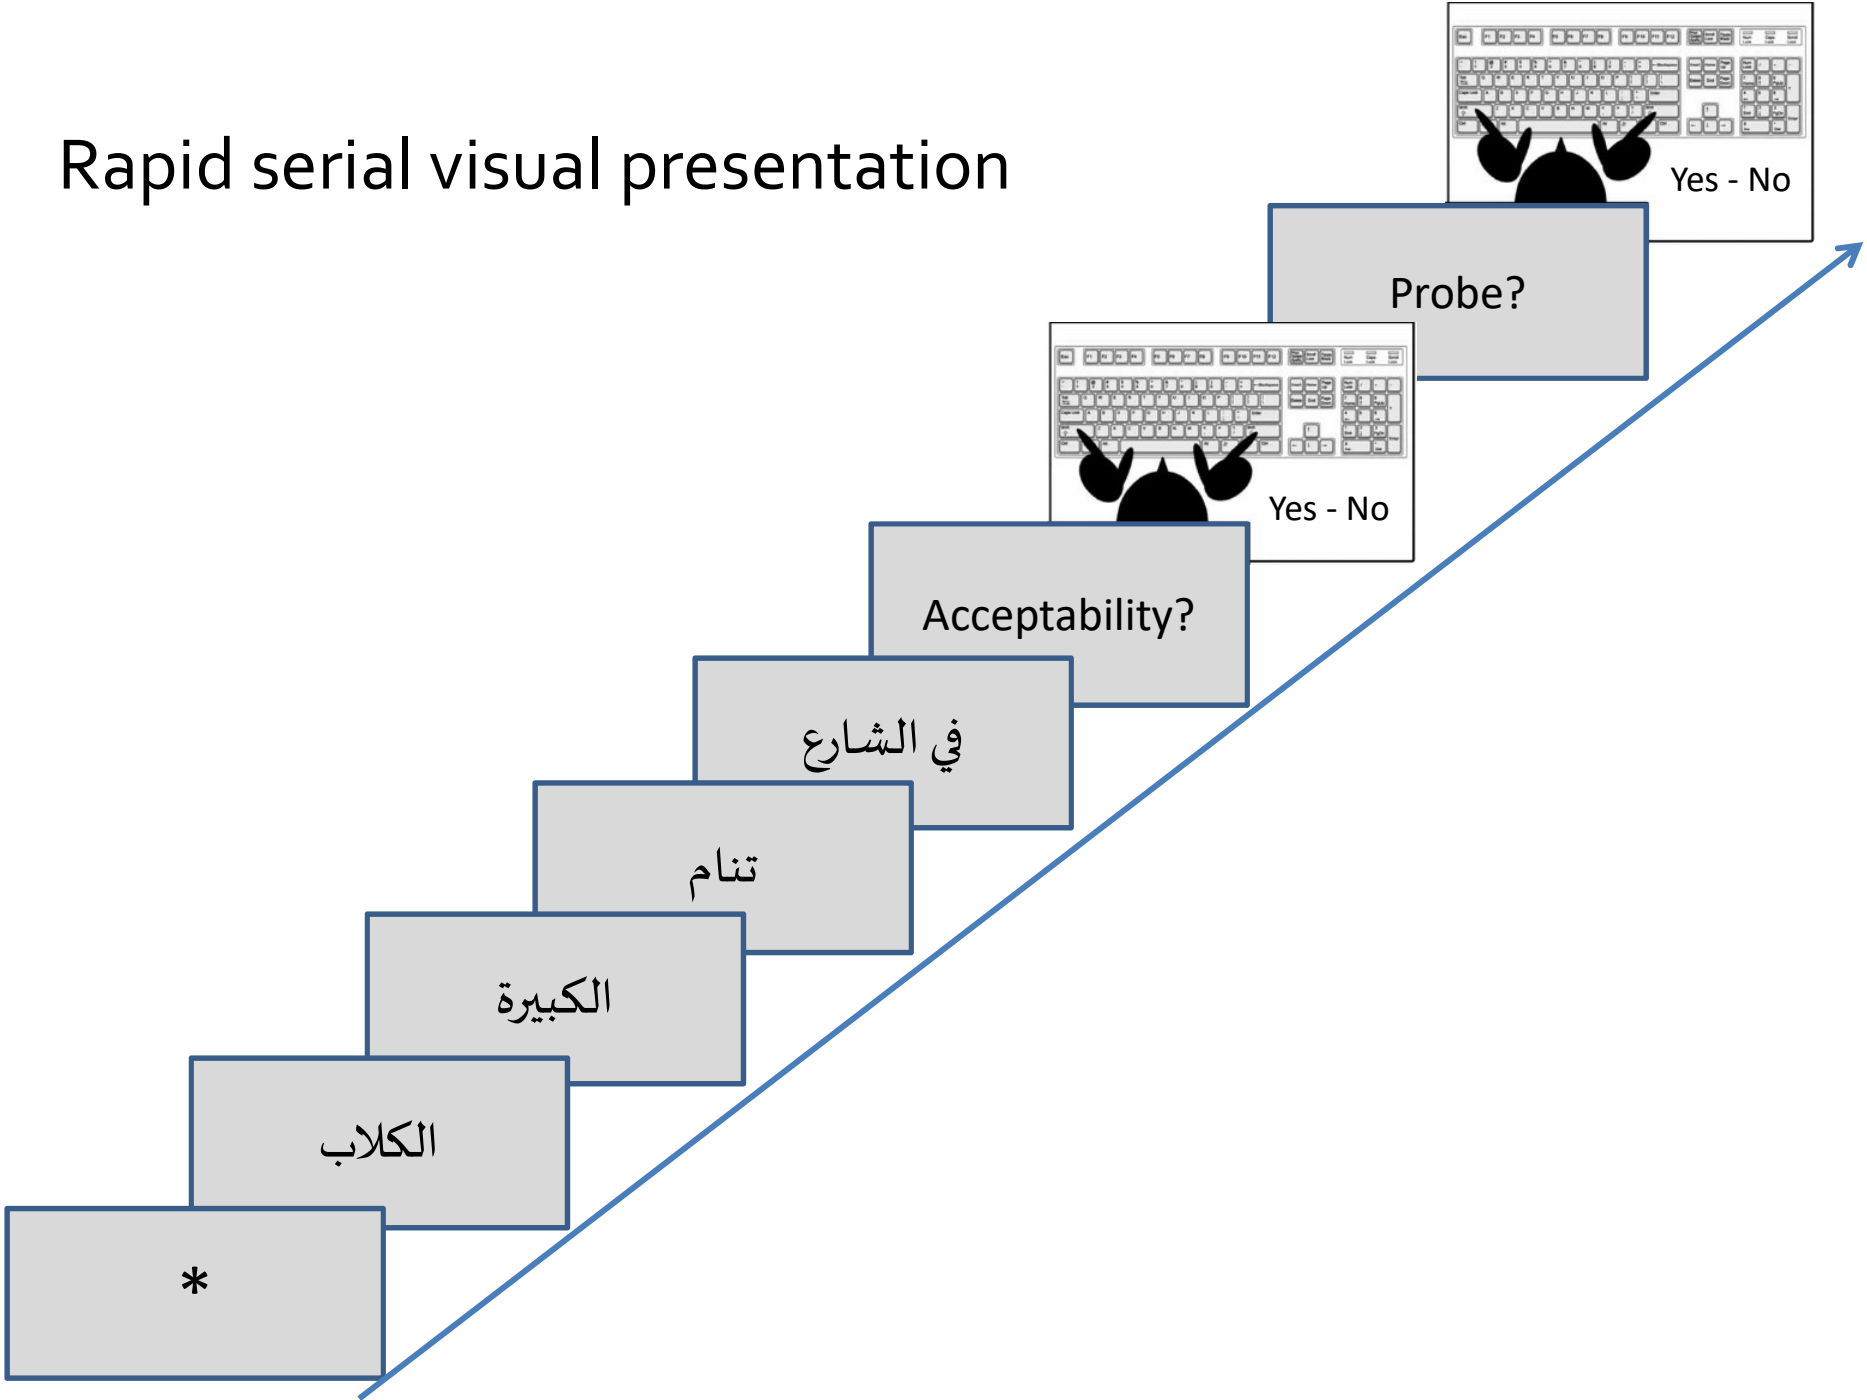 Rapid serial visual presentation
*
الكلاب
الكبيرة
تنام
في الشارع
Acceptability?
Yes - No
Probe?
Yes - No